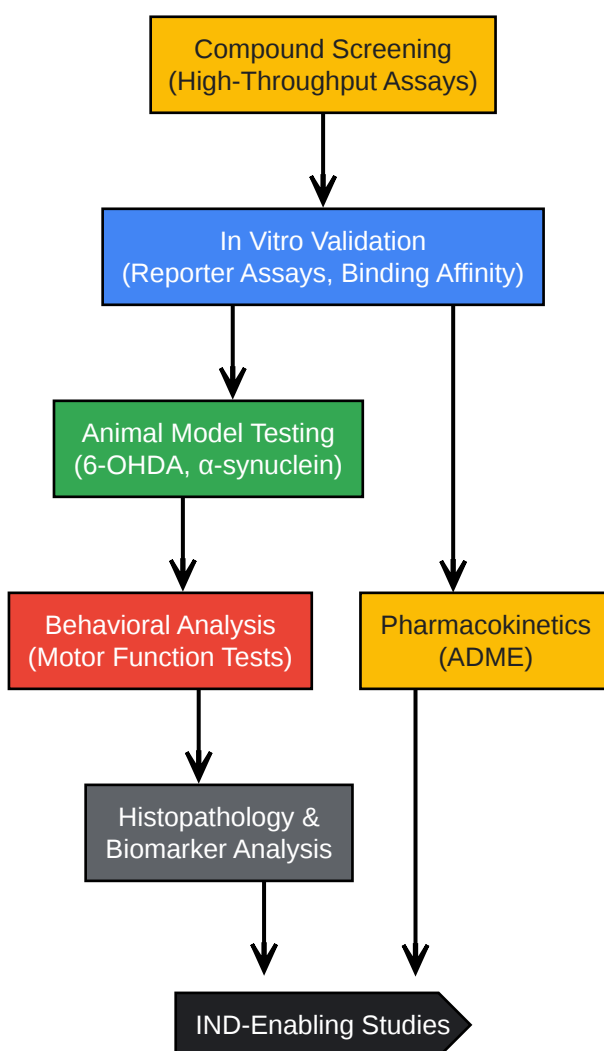 Compound Screening
(High-Throughput Assays)
In Vitro Validation
(Reporter Assays, Binding Affinity)
Animal Model Testing
(6-OHDA, α-synuclein)
Behavioral Analysis
(Motor Function Tests)
Pharmacokinetics
(ADME)
Histopathology &
Biomarker Analysis
IND-Enabling Studies